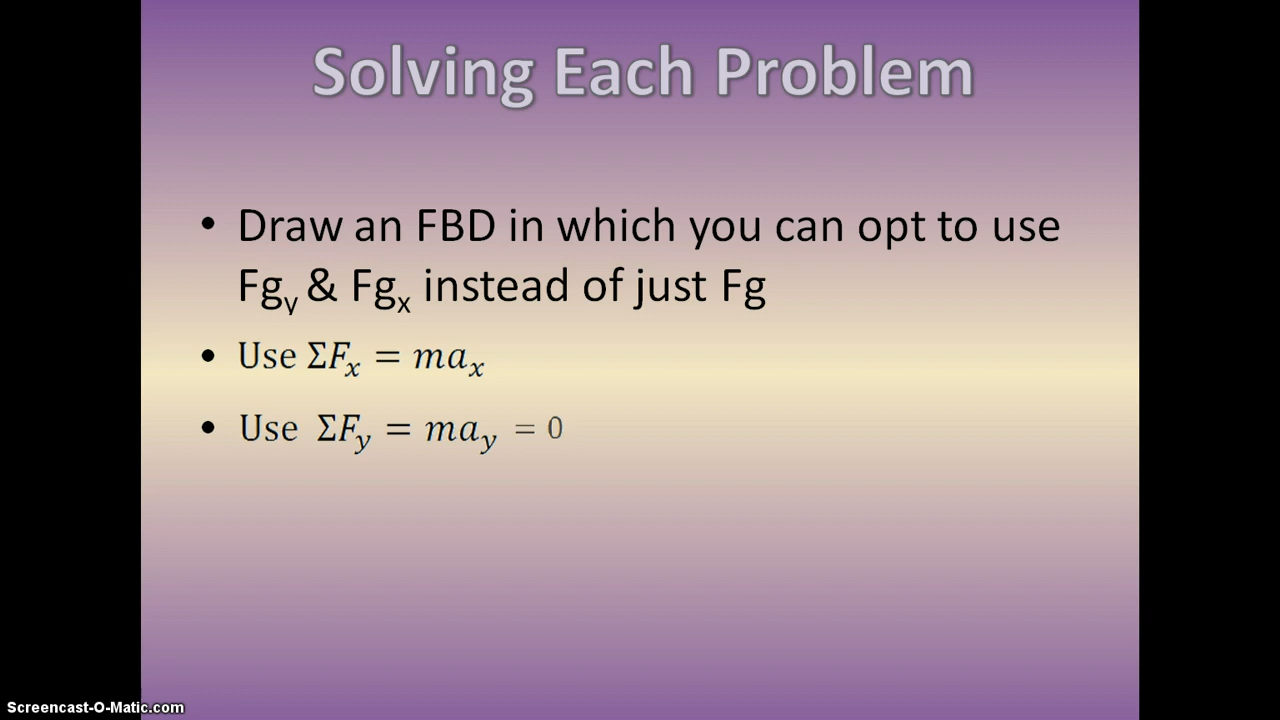 Solving Each Problem
• Draw an FBD in which you can opt to use
Fgy & Fgx instead of just Fg
• Use ΣFx = max
• Use ΣFy = may = 0
Screencast-O-Matic.com